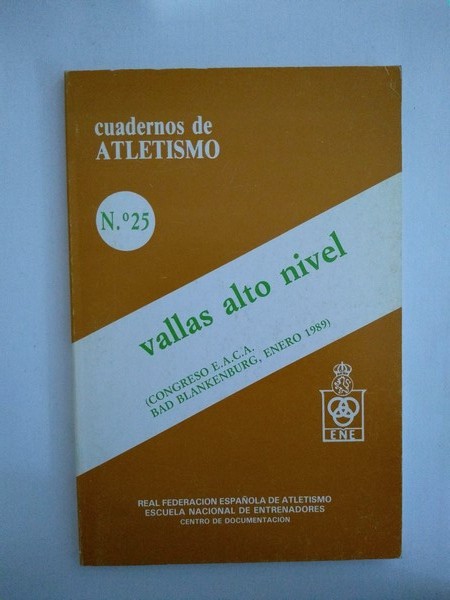 cuadernos de
ATLETISMO
N.º 25
vallas alto nivel
(CONGRESO E.A.C.A.
BAD BLANKENBURG, ENERO 1989)
ENE
REAL FEDERACION ESPAÑOLA DE ATLETISMO
ESCUELA NACIONAL DE ENTRENADORES
CENTRO DE DOCUMENTACION